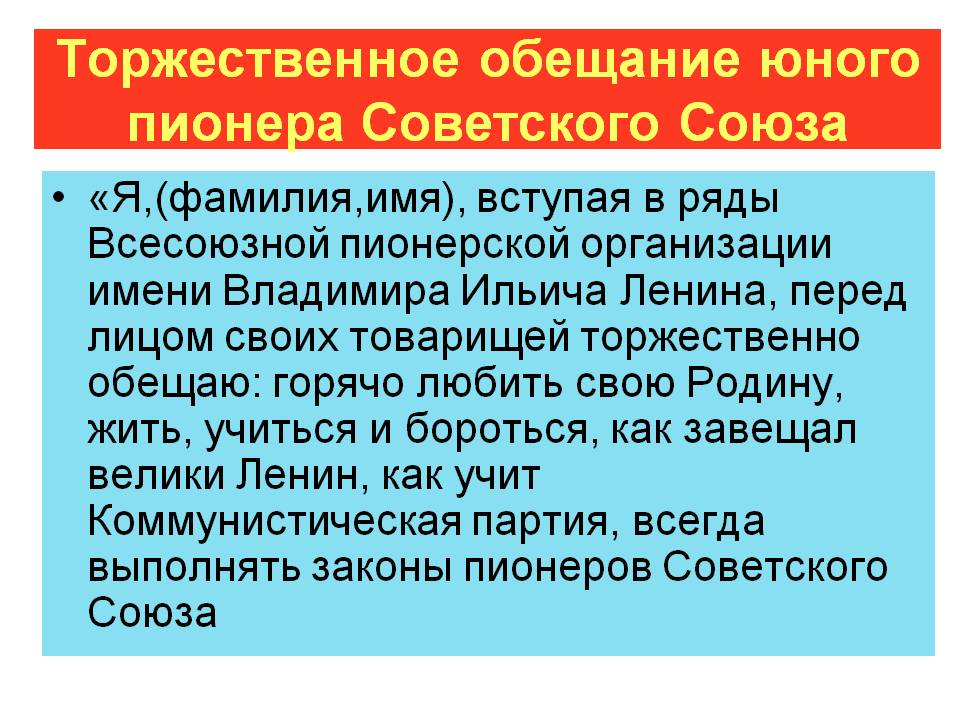 Торжественное обещание юного
пионера Советского Союза
• «Я,(фамилия,имя), вступая в ряды
Всесоюзной пионерской организации
имени Владимира Ильича Ленина, перед
лицом своих товарищей торжественно
обещаю: горячо любить свою Родину,
жить, учиться и бороться, как завещал
велики Ленин, как учит
Коммунистическая партия, всегда
выполнять законы пионеров Советского
Союза